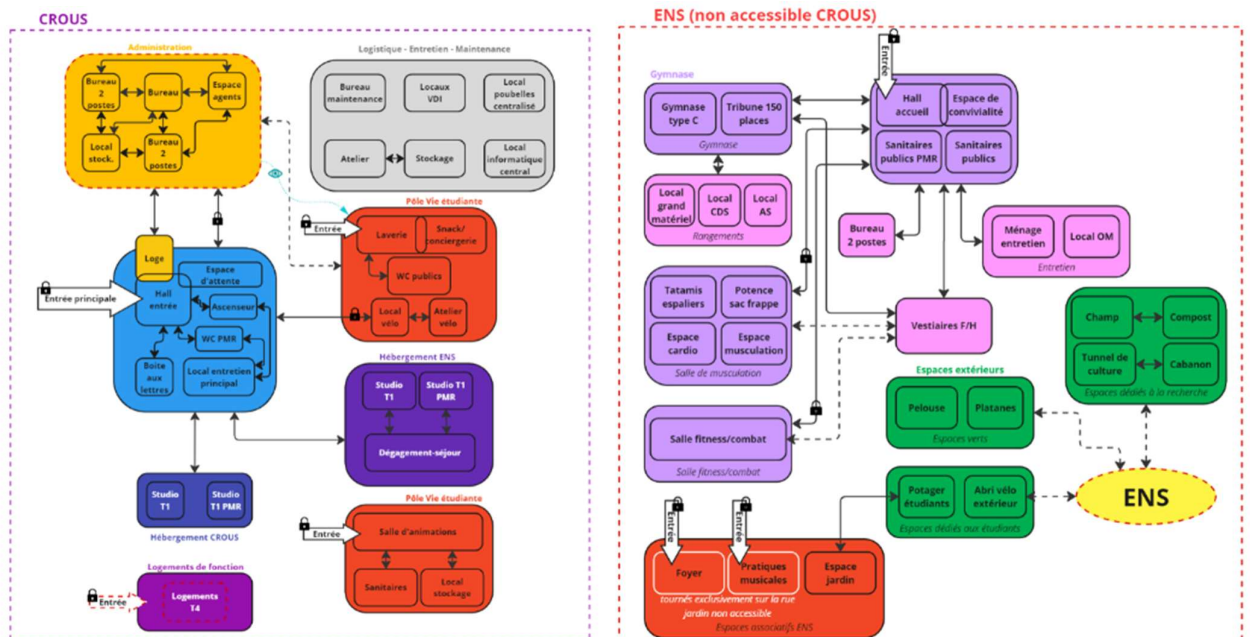 CROUS
Administration
Bureau
2
postes
Bureau
Espace
agents
Local
stock.
Bureau
2
postes
Logistique - Entretien - Maintenance
Bureau
maintenance
Locaux
VDI
Local
poubelles
centralisé
Atelier
Stockage
Local
informatique
central
Pôle Vie étudiante
Entrée
Laverie
Snack/
conciergerie
WC publics
Local
vélo
Atelier
vélo
Loge
Espace
d'attente
Entrée principale
Hall
entrée
Ascenseur
WC PMR
Boite
aux
lettres
Local entretien
principal
Hébergement ENS
Studio
T1
Studio T1
PMR
Dégagement-séjour
Studio
T1
Studio
T1 PMR
Hébergement CROUS
Pôle Vie étudiante
Entrée
Salle d'animations
Sanitaires
Local
stockage
Logements de fonction
Entrée
Logements
T4
ENS (non accessible CROUS)
Entrée
Gymnase
Gymnase
type C
Tribune 150
places
Gymnase
Hall
accueil
Espace de
convivialité
Sanitaires
publics PMR
Sanitaires
publics
Local
grand
matériel
Local
CDS
Local
AS
Rangements
Bureau
2 postes
Ménage
entretien
Local OM
Entretien
Tatamis
espaliers
Potence
sac frappe
Espace
cardio
Espace
musculation
Salle de musculation
Vestiaires F/H
Champ
Compost
Tunnel de
culture
Cabanon
Espaces dédiés à la recherche
Espaces extérieurs
Pelouse
Platanes
Espaces verts
Salle fitness/combat
Salle fitness/combat
Potager
étudiants
Abri vélo
extérieur
Espaces dédiés aux étudiants
ENS
Entrée
Entrée
Foyer
Pratiques
musicales
Espace
jardin
tournés exclusivement sur la rue
jardin non accessible
Espaces associatifs ENS